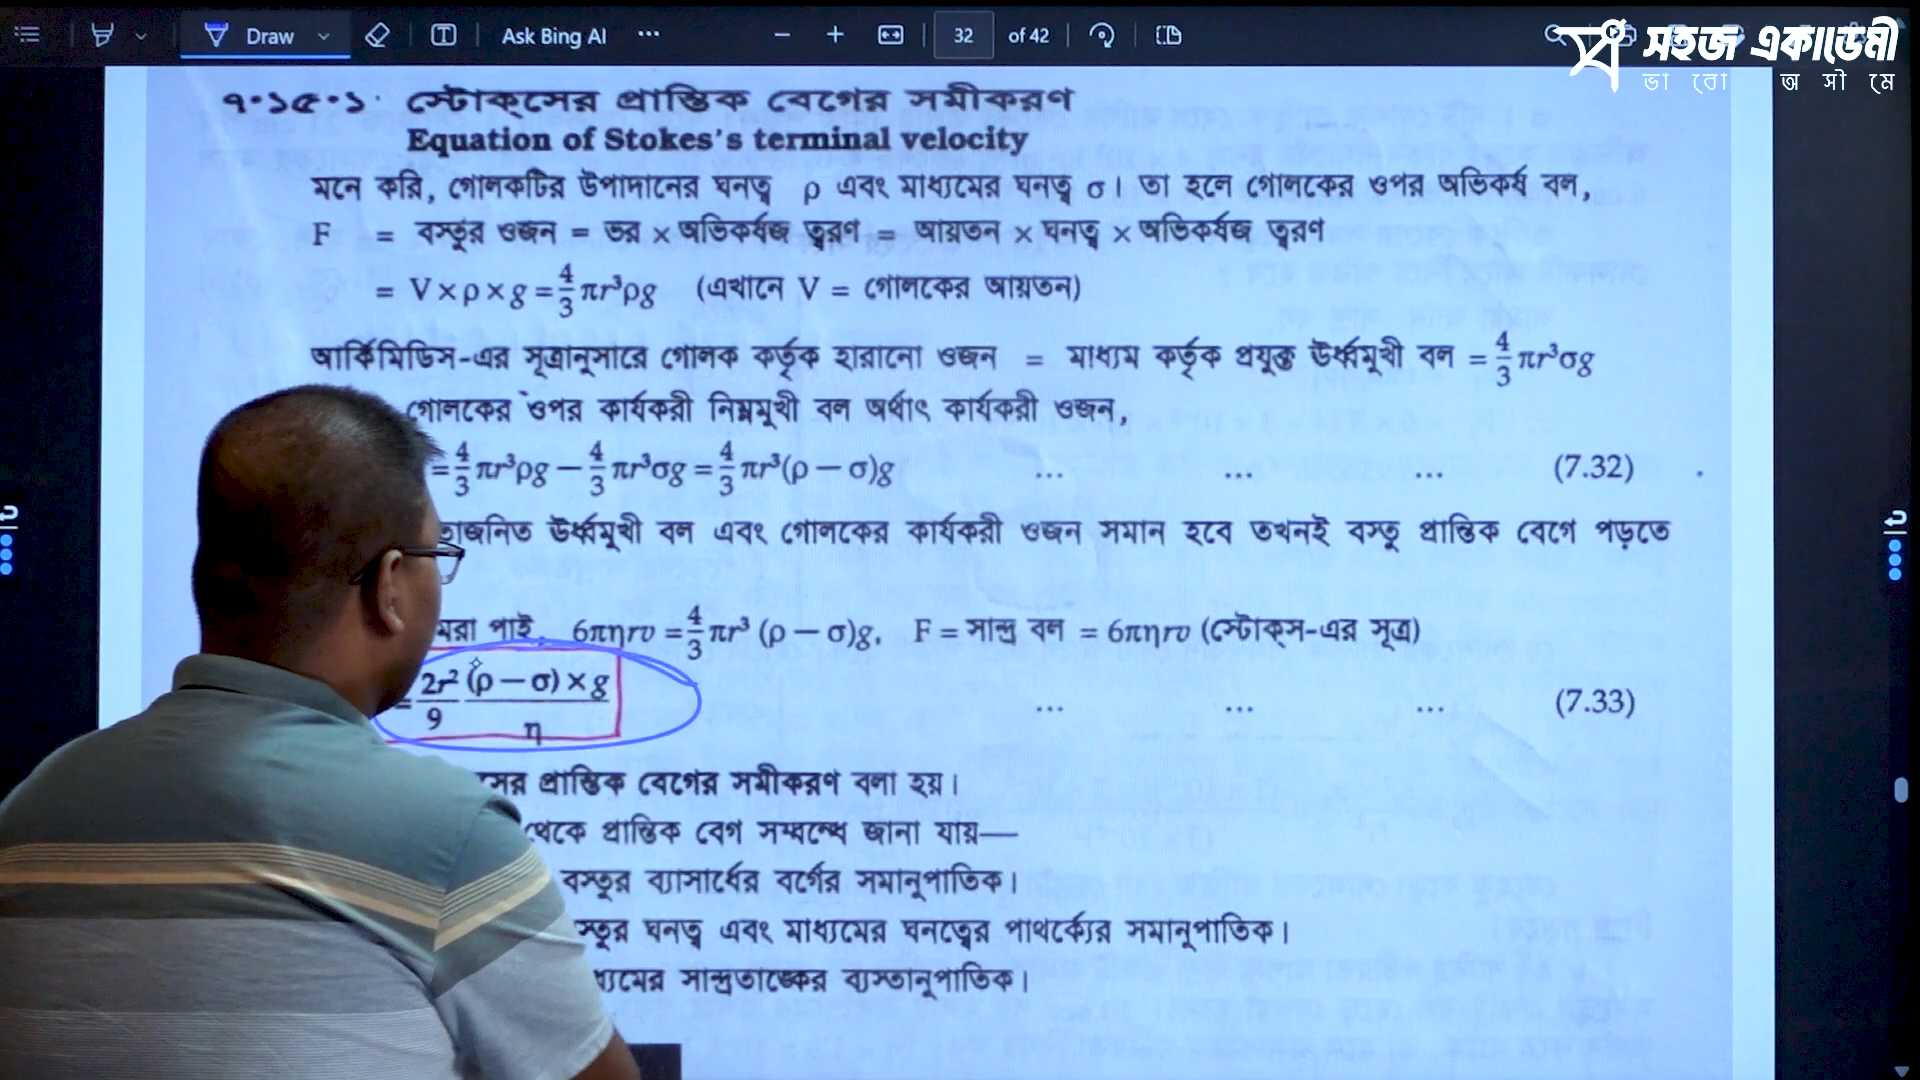 Draw
Ask Bing AI
32 of 42
সহজ একাডেমী
ভাবো অসীমে
৭·১৫·১· স্টোক্‌সের প্রান্তিক বেগের সমীকরণ
Equation of Stokes's terminal velocity
মনে করি, গোলকটির উপাদানের ঘনত্ব ρ এবং মাধ্যমের ঘনত্ব σ। তা হলে গোলকের ওপর অভিকর্ষ বল,
F = বস্তুর ওজন = ভর × অভিকর্ষজ ত্বরণ = আয়তন × ঘনত্ব × অভিকর্ষজ ত্বরণ
= V × ρ × g = 4/3 πr³ρg (এখানে V = গোলকের আয়তন)
আর্কিমিডিস-এর সূত্রানুসারে গোলক কর্তৃক হারানো ওজন = মাধ্যম কর্তৃক প্রযুক্ত ঊর্ধ্বমুখী বল = 4/3 πr³σg
গোলকের ওপর কার্যকরী নিম্নমুখী বল অর্থাৎ কার্যকরী ওজন,
= 4/3 πr³ρg − 4/3 πr³σg = 4/3 πr³(ρ − σ)g ... ... ... (7.32)
ঊর্ধ্বমুখী বল এবং গোলকের কার্যকরী ওজন সমান হবে তখনই বস্তু প্রান্তিক বেগে পড়তে
পাই, 6πηrv = 4/3 πr³ (ρ − σ)g, F = সান্দ্র বল = 6πηrv (স্টোক্‌স-এর সূত্র)
= 2r²/9 (ρ − σ) × g/η ... ... ... (7.33)
প্রান্তিক বেগের সমীকরণ বলা হয়।
থেকে প্রান্তিক বেগ সম্বন্ধে জানা যায়—
বস্তুর ব্যাসার্ধের বর্গের সমানুপাতিক।
ঘনত্ব এবং মাধ্যমের ঘনত্বের পার্থক্যের সমানুপাতিক।
সান্দ্রতাঙ্কের ব্যস্তানুপাতিক।